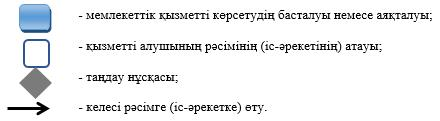 - мемлекеттік қызметті көрсетудің басталуы немесе аяқталуы;
- қызметті алушының рәсімінің (іс-әрекетінің) атауы;
- таңдау нұсқасы;
- келесі рәсімге (іс-әрекетке) өту.